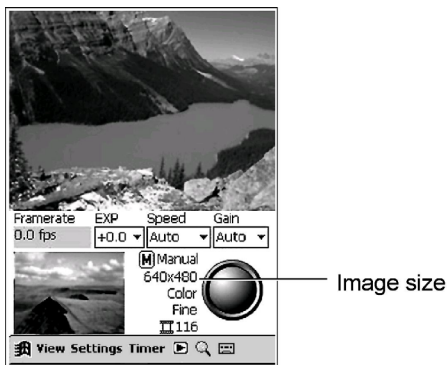 Framerate EXP Speed Gain
0.0 fps +0.0 Auto Auto
M Manual
640x480
Image size
Color
Fine
116
View Settings Timer